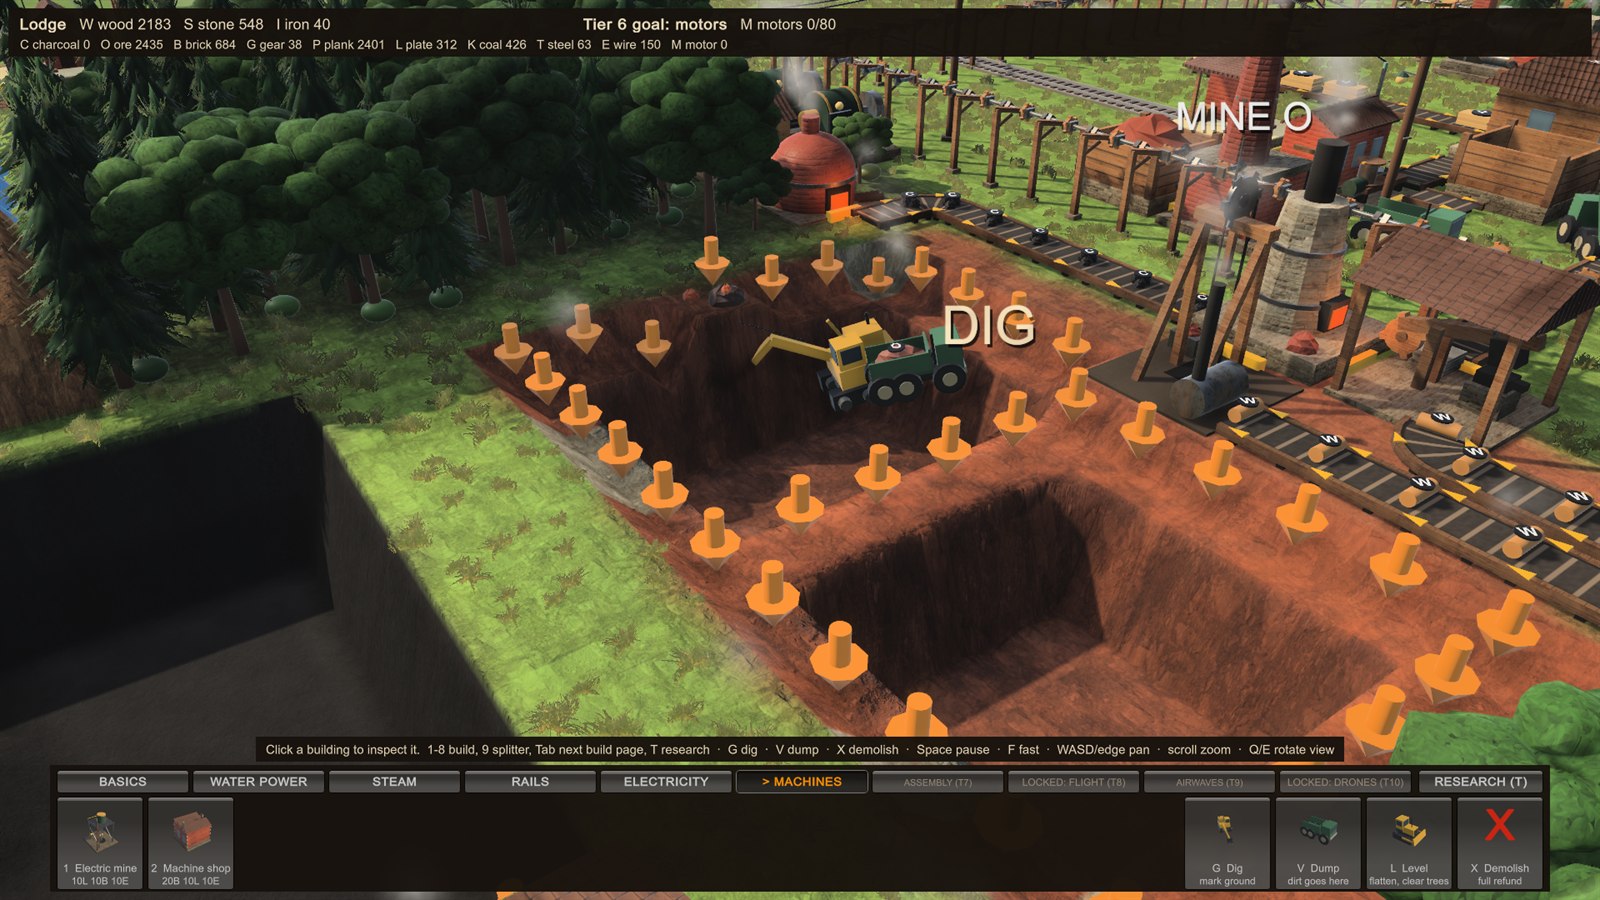 Lodge W wood 2183 S stone 548 I iron 40 Tier 6 goal: motors M motors 0/80
C charcoal 0 O ore 2435 B brick 684 G gear 38 P plank 2401 L plate 312 K coal 426 T steel 63 E wire 150 M motor 0
MINE O
DIG
W
W
W
W
W
W
W
Click a building to inspect it. 1-8 build, 9 splitter, Tab next build page, T research · G dig · V dump · X demolish · Space pause · F fast · WASD/edge pan · scroll zoom · Q/E rotate view
BASICS WATER POWER STEAM RAILS ELECTRICITY > MACHINES ASSEMBLY (T7) LOCKED: FLIGHT (T8) AIRWAVES (T9) LOCKED: DRONES (T10) RESEARCH (T)
1 Electric mine
10L 10B 10E
2 Machine shop
20B 10L 10E
G Dig
mark ground
V Dump
dirt goes here
L Level
flatten, clear trees
X Demolish
full refund